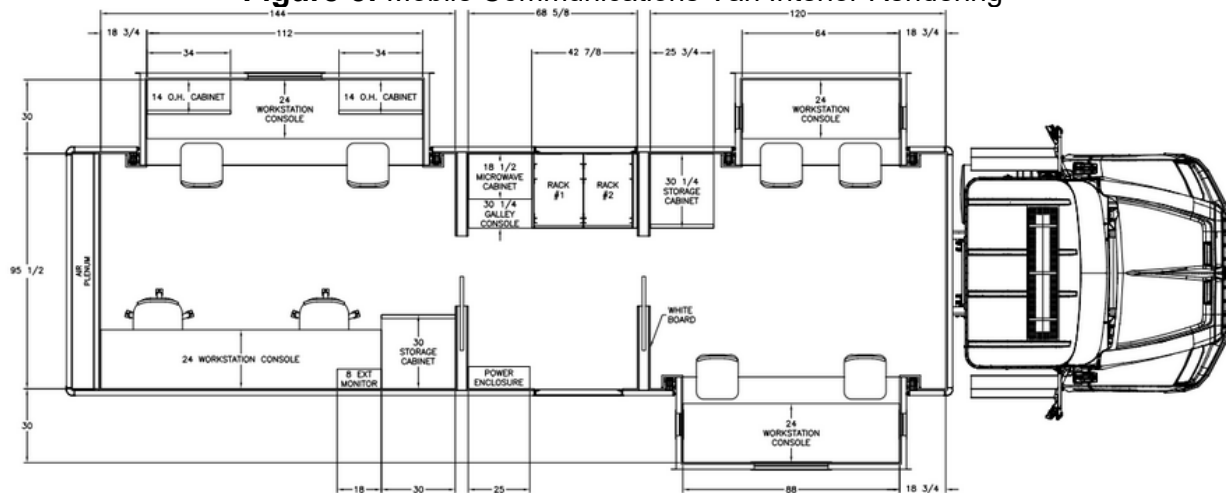 Figure 3: Mobile Communications Van Interior Rendering
144
68 5/8
120
18 3/4
112
34
34
42 7/8
25 3/4
64
18 3/4
14 O.H. CABINET
24
WORKSTATION
CONSOLE
14 O.H. CABINET
24
WORKSTATION
CONSOLE
30
18 1/2
MICROWAVE
CABINET
30 1/4
GALLEY
CONSOLE
RACK
#1
RACK
#2
30 1/4
STORAGE
CABINET
95 1/2
AIR
PLENUM
WHITE
BOARD
24 WORKSTATION CONSOLE
30
STORAGE
CABINET
8 EXT
MONITOR
POWER
ENCLOSURE
30
24
WORKSTATION
CONSOLE
18
30
25
88
18 3/4